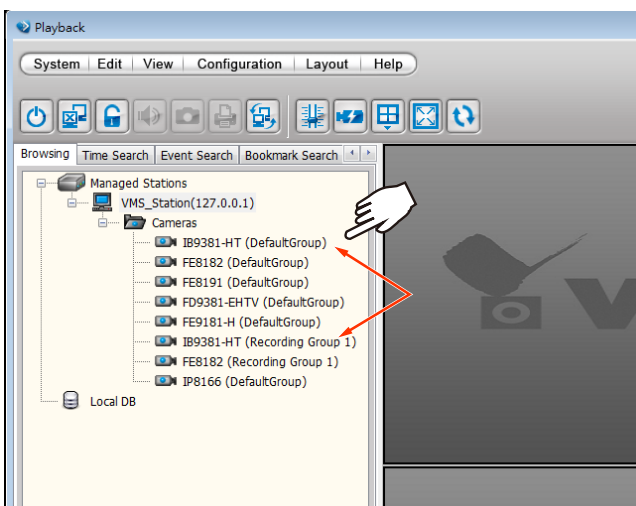 Playback
System Edit View Configuration Layout Help
Browsing Time Search Event Search Bookmark Search
Managed Stations
VMS_Station(127.0.0.1)
Cameras
IB9381-HT (DefaultGroup)
FE8182 (DefaultGroup)
FE8191 (DefaultGroup)
FD9381-EHTV (DefaultGroup)
FE9181-H (DefaultGroup)
IB9381-HT (Recording Group 1)
FE8182 (Recording Group 1)
IP8166 (DefaultGroup)
Local DB